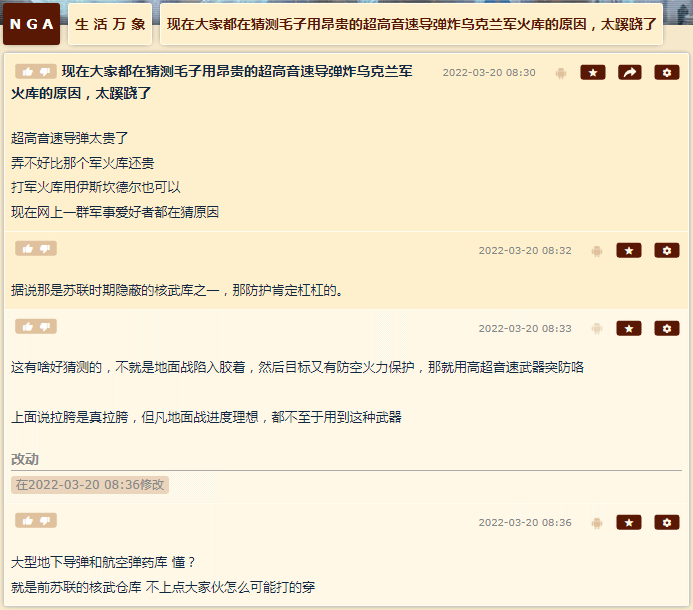 NGA
生活万象
现在大家都在猜测毛子用昂贵的超高音速导弹炸乌克兰军火库的原因，太蹊跷了
现在大家都在猜测毛子用昂贵的超高音速导弹炸乌克兰军
2022-03-20 08:30
火库的原因，太蹊跷了
超高音速导弹太贵了
弄不好比那个军火库还贵
打军火库用伊斯坎德尔也可以
现在网上一群军事爱好者都在猜原因
2022-03-20 08:32
据说那是苏联时期隐蔽的核武库之一，那防护肯定杠杠的。
2022-03-20 08:33
这有啥好猜测的，不就是地面战陷入胶着，然后目标又有防空火力保护，那就用高超音速武器突防咯
上面说拉胯是真拉胯，但凡地面战进度理想，都不至于用到这种武器
改动
在2022-03-20 08:36修改
2022-03-20 08:36
大型地下导弹和航空弹药库 懂？
就是前苏联的核武仓库 不上点大家伙怎么可能打的穿